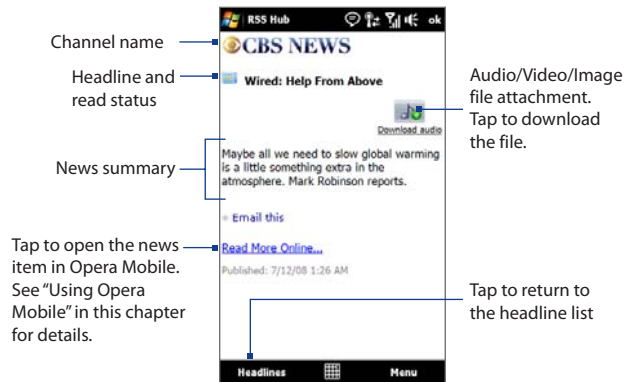 RSS Hub
ok
Channel name
CBS NEWS
Headline and
read status
Wired: Help From Above
Audio/Video/Image
file attachment.
Tap to download
the file.
Download audio
News summary
Maybe all we need to slow global warming
is a little something extra in the
atmosphere. Mark Robinson reports.
Email this
Tap to open the news
item in Opera Mobile.
See “Using Opera
Mobile” in this chapter
for details.
Read More Online...
Published: 7/12/08 1:26 AM
Tap to return to
the headline list
Headlines
Menu